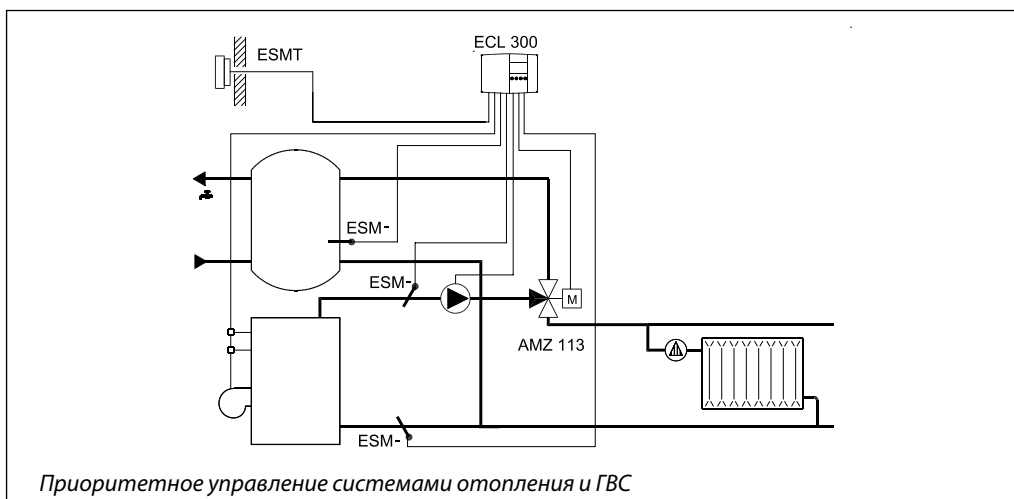 ECL 300
ESMT
ESM-
ESM-
M
AMZ 113
ESM-
Приоритетное управление системами отопления и ГВС